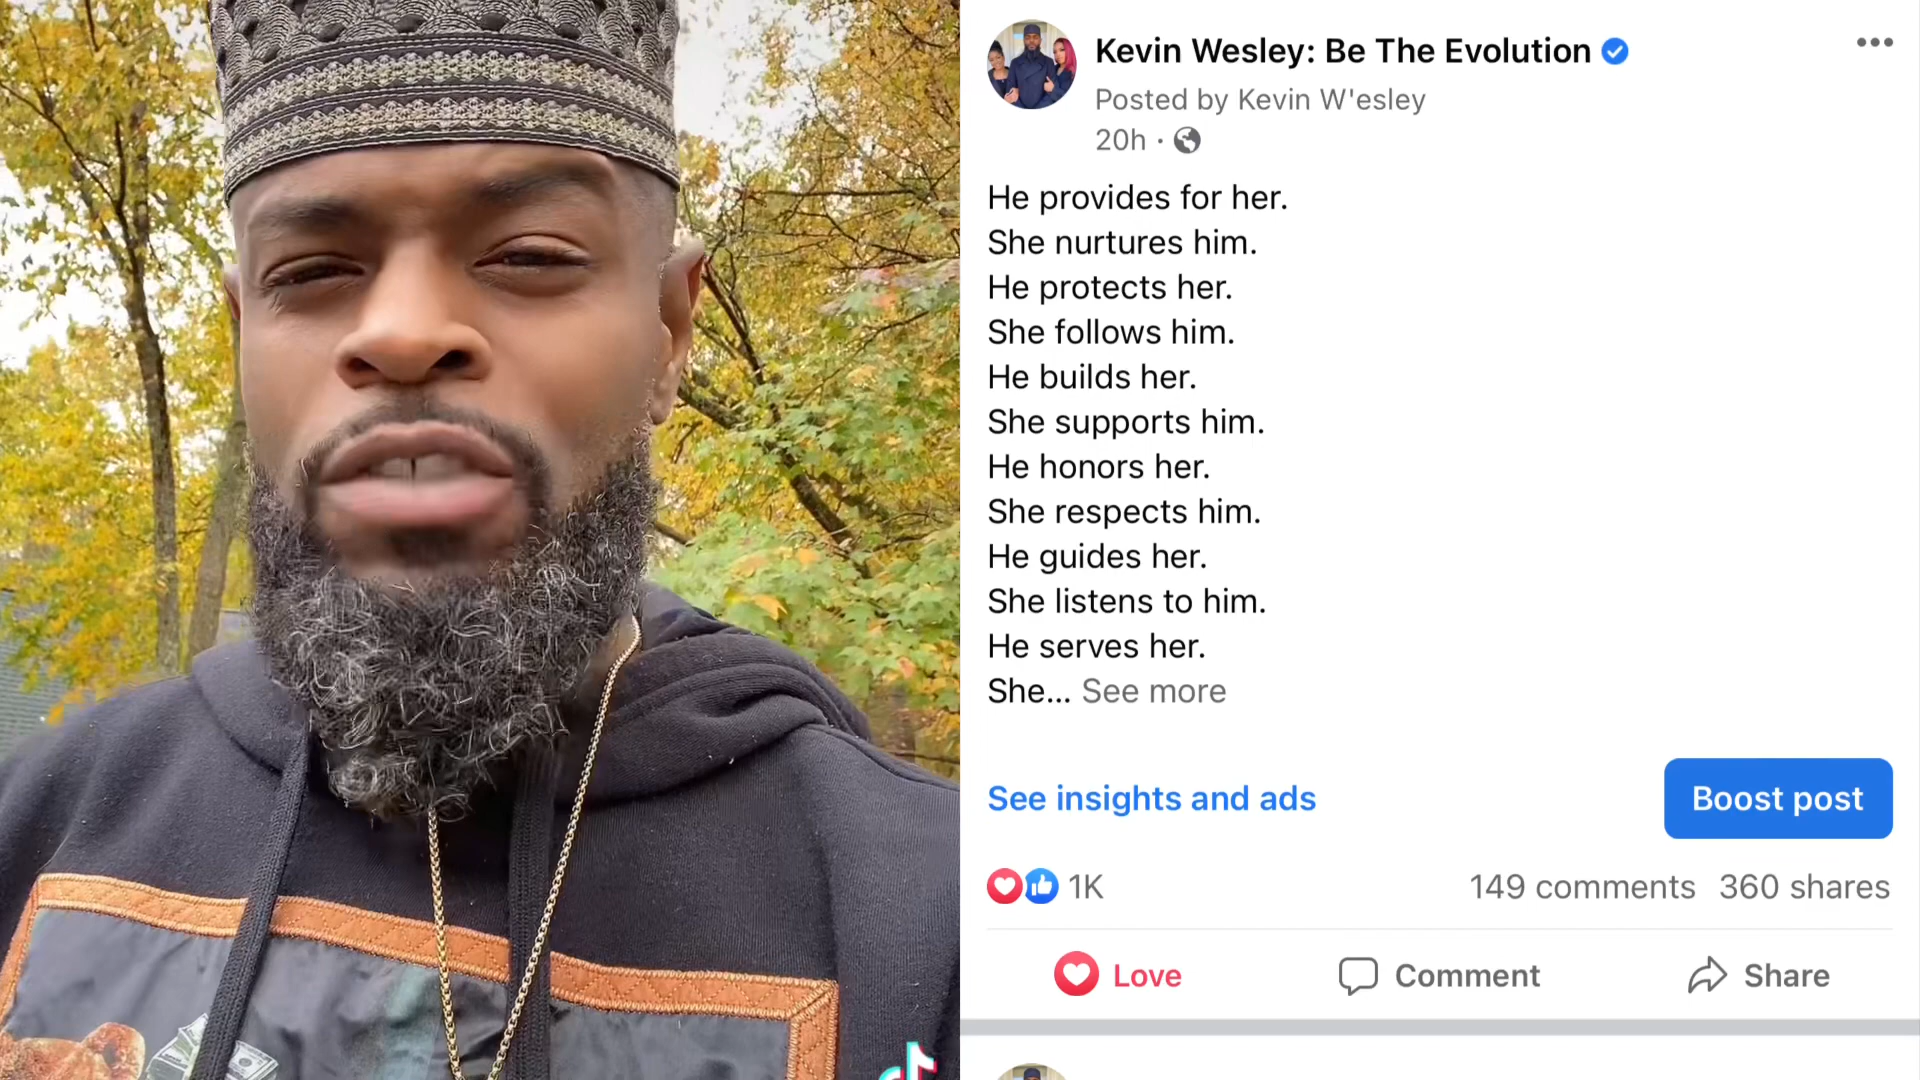 Kevin Wesley: Be The Evolution
Posted by Kevin W'esley
20h ·
He provides for her.
She nurtures him.
He protects her.
She follows him.
He builds her.
She supports him.
He honors her.
She respects him.
He guides her.
She listens to him.
He serves her.
She... See more
See insights and ads
Boost post
1K
149 comments 360 shares
Love
Comment
Share